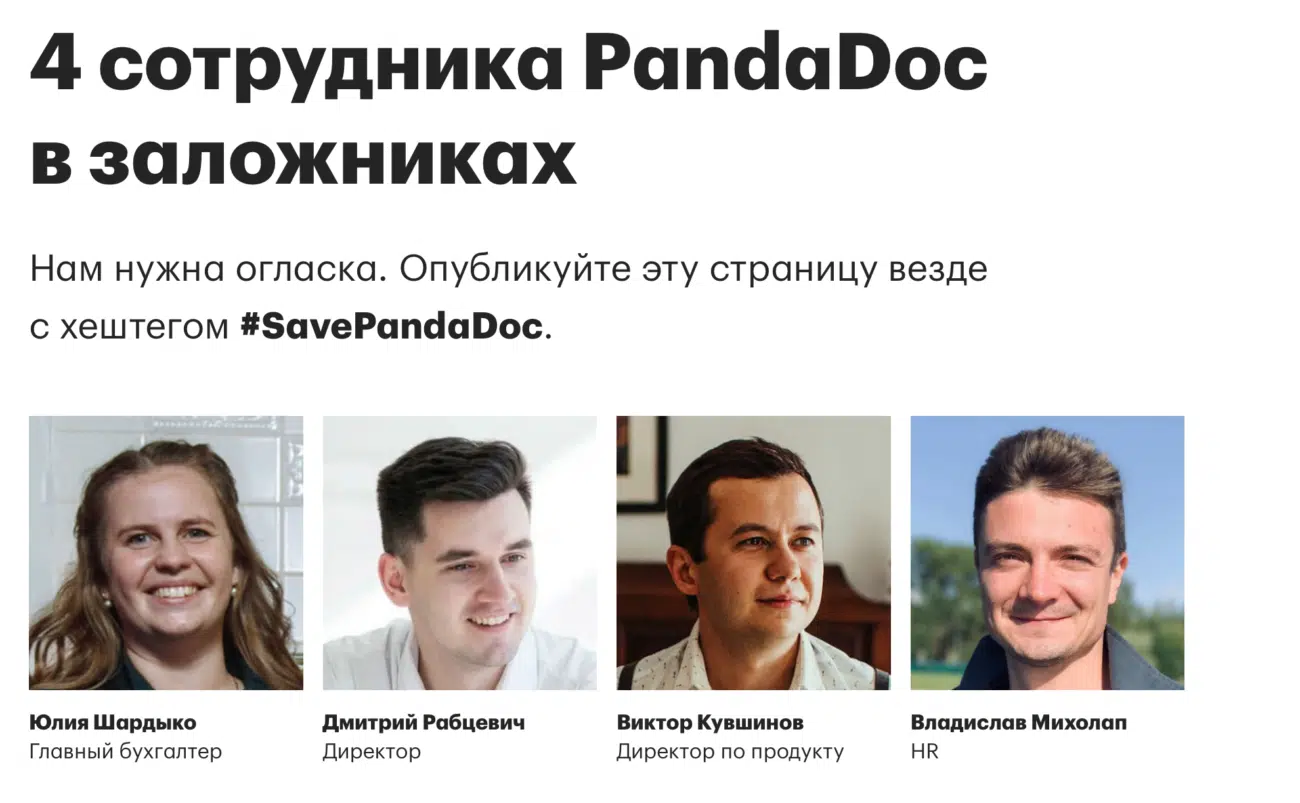 4 сотрудника PandaDoc
в заложниках
Нам нужна огласка. Опубликуйте эту страницу везде
с хештегом #SavePandaDoc.
Юлия Шардыко
Главный бухгалтер
Дмитрий Рабцевич
Директор
Виктор Кувшинов
Директор по продукту
Владислав Михолап
HR